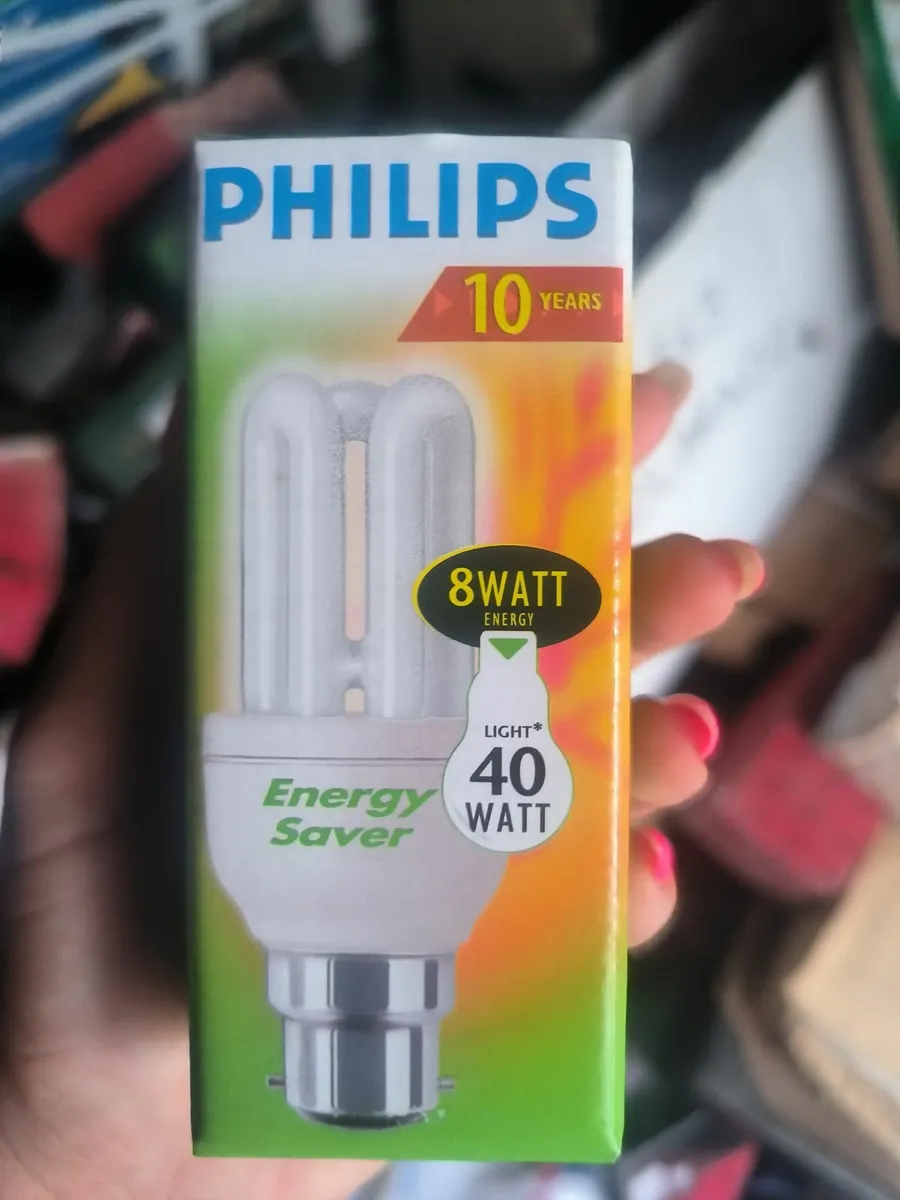 PHILIPS
10 YEARS
8WATT
ENERGY
LIGHT*
40
WATT
Energy
Saver